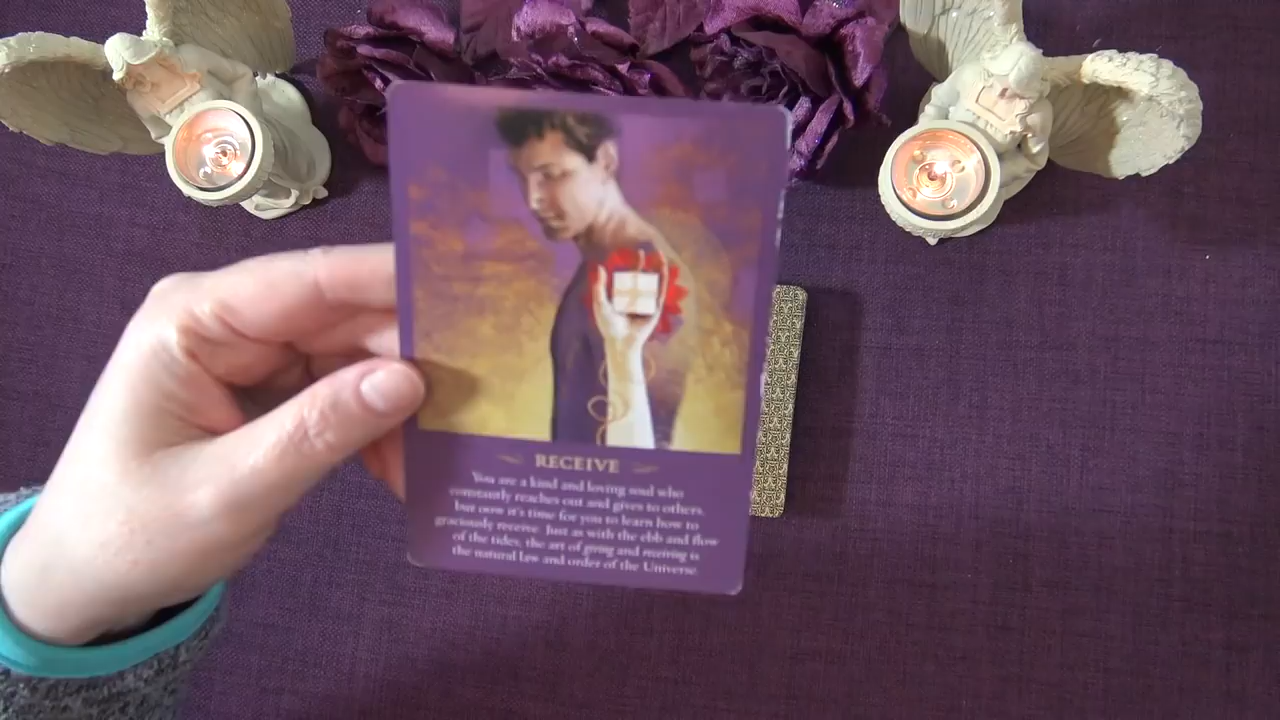 RECEIVE
You are a kind and loving soul who
constantly reaches out and gives to others,
but now it's time for you to learn how to
graciously receive. Just as with the ebb and flow
of the tides, the art of giving and receiving is
the natural law and order of the Universe.